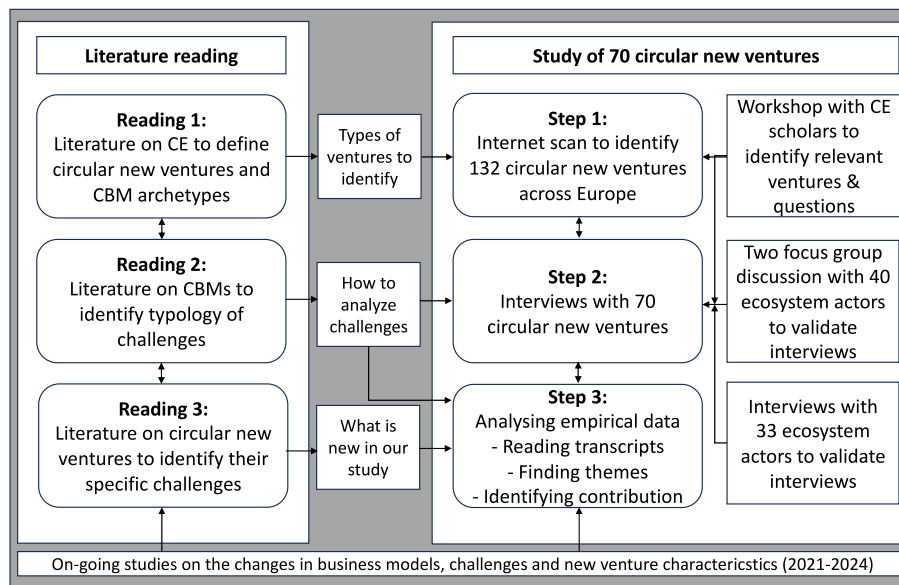 Literature reading
Reading 1:
Literature on CE to define
circular new ventures and
CBM archetypes
Reading 2:
Literature on CBMs to
identify typology of
challenges
Reading 3:
Literature on circular new
ventures to identify their
specific challenges
Types of
ventures to
identify
How to
analyze
challenges
What is
new in our
study
Study of 70 circular new ventures
Step 1:
Internet scan to identify
132 circular new ventures
across Europe
Step 2:
Interviews with 70
circular new ventures
Step 3:
Analysing empirical data
- Reading transcripts
- Finding themes
- Identifying contribution
Workshop with CE
scholars to
identify relevant
ventures &
questions
Two focus group
discussion with 40
ecosystem actors
to validate
interviews
Interviews with
33 ecosystem
actors to validate
interviews
On-going studies on the changes in business models, challenges and new venture characterictstics (2021-2024)